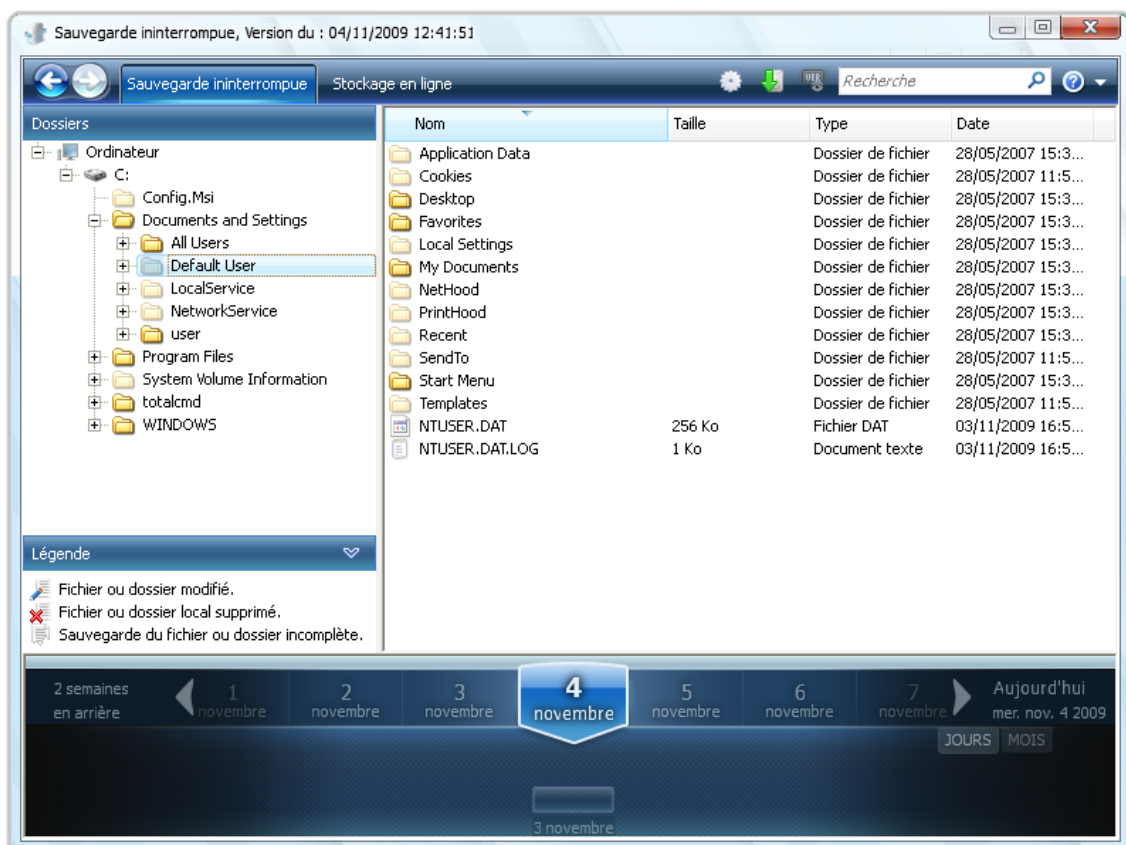 Sauvegarde ininterrompue, Version du : 04/11/2009 12:41:51
Sauvegarde ininterrompue Stockage en ligne Recherche
Dossiers
Ordinateur
C:
Config.Msi
Documents and Settings
All Users
Default User
LocalService
NetworkService
user
Program Files
System Volume Information
totalcmd
WINDOWS
Nom Taille Type Date
Application Data Dossier de fichier 28/05/2007 15:3...
Cookies Dossier de fichier 28/05/2007 11:5...
Desktop Dossier de fichier 28/05/2007 15:3...
Favorites Dossier de fichier 28/05/2007 15:3...
Local Settings Dossier de fichier 28/05/2007 15:3...
My Documents Dossier de fichier 28/05/2007 15:3...
NetHood Dossier de fichier 28/05/2007 15:3...
PrintHood Dossier de fichier 28/05/2007 15:3...
Recent Dossier de fichier 28/05/2007 15:3...
SendTo Dossier de fichier 28/05/2007 11:5...
Start Menu Dossier de fichier 28/05/2007 15:3...
Templates Dossier de fichier 28/05/2007 11:5...
NTUSER.DAT 256 Ko Fichier DAT 03/11/2009 16:5...
NTUSER.DAT.LOG 1 Ko Document texte 03/11/2009 16:5...
Légende
Fichier ou dossier modifié.
Fichier ou dossier local supprimé.
Sauvegarde du fichier ou dossier incomplète.
2 semaines
en arrière
1
novembre
2
novembre
3
novembre
4
novembre
5
novembre
6
novembre
7
novembre
Aujourd'hui
mer. nov. 4 2009
JOURS MOIS
3 novembre